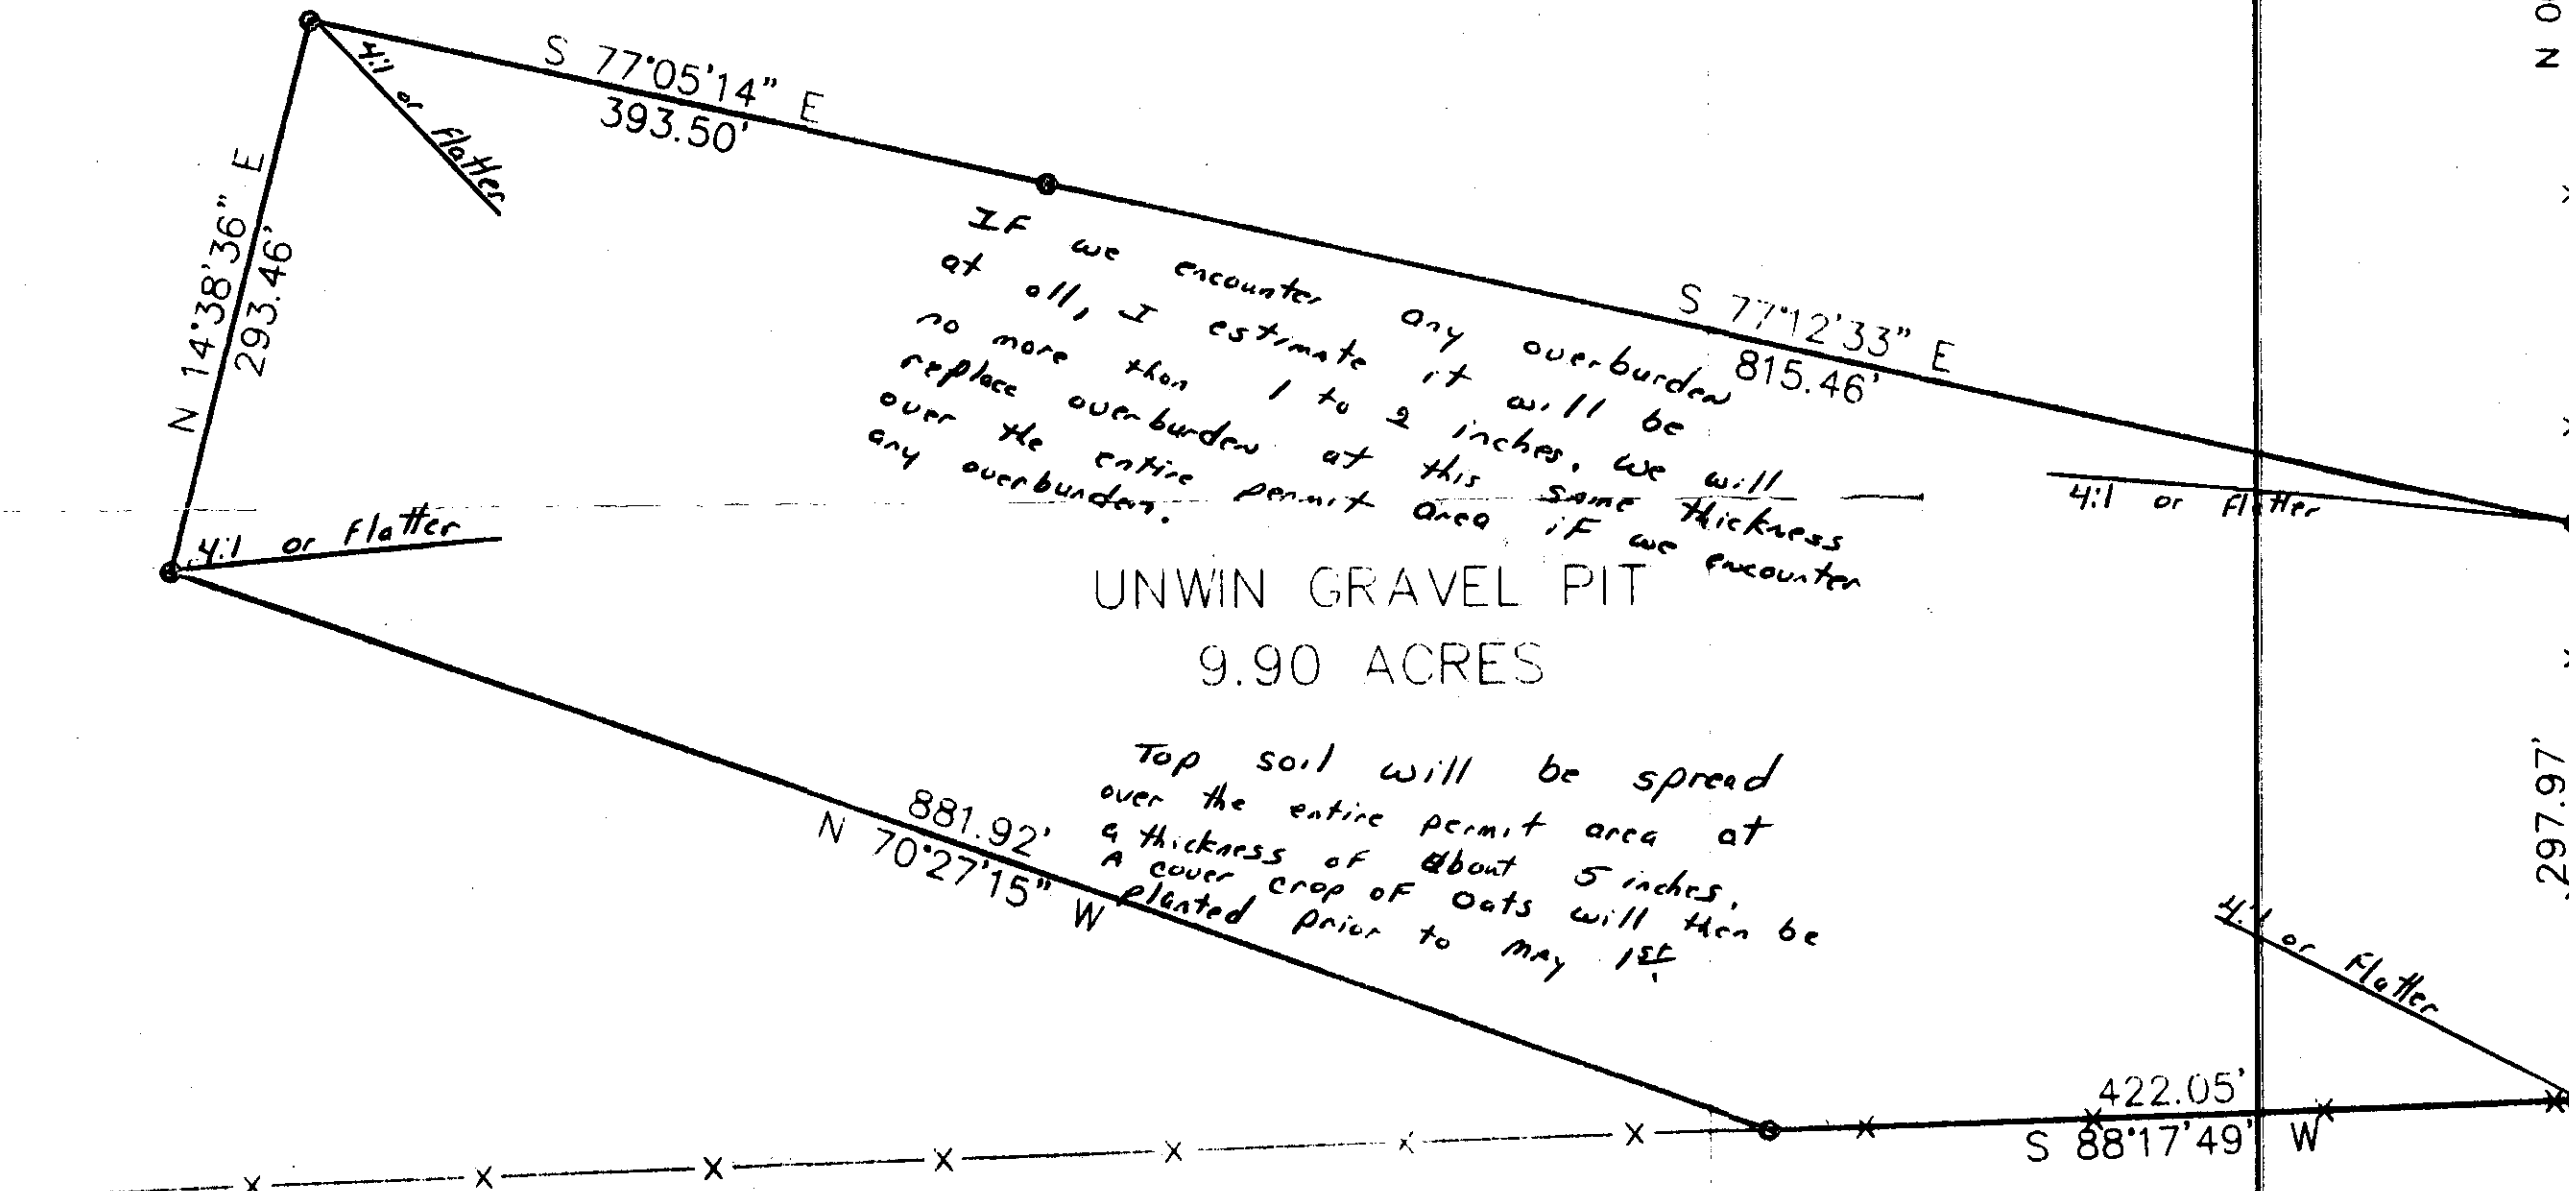 S 77°05'14" E
393.50'
4:1 or flatter
N 14°38'36" E
293.46'
4:1 or flatter
IF we encounter any overburden
at all, I estimate it will be
no more than 1 to 2 inches. We will
replace overburden at this same thickness
over the entire permit area if we encounter
any overburden.
S 77°12'33" E
815.46'
4:1 or flatter
UNWIN GRAVEL PIT
9.90 ACRES
Top soil will be spread
over the entire permit area at
a thickness of about 5 inches.
A cover crop of Oats will then be
planted prior to May 1st.
881.92'
N 70°27'15" W
297.97'
4:1 or flatter
422.05'
S 88°17'49" W
N 0